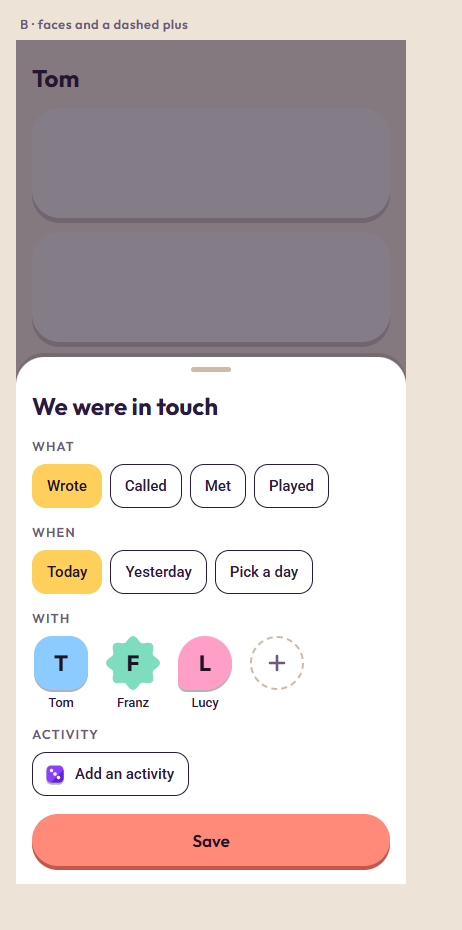 B · faces and a dashed plus
Tom
We were in touch
WHAT
Wrote Called Met Played
WHEN
Today Yesterday Pick a day
WITH
T F L +
Tom Franz Lucy
ACTIVITY
Add an activity
Save